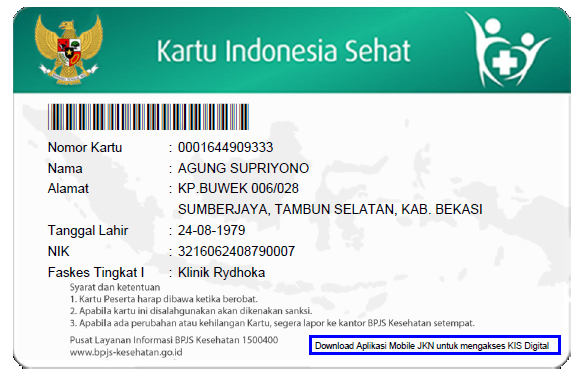 Kartu Indonesia Sehat
Nomor Kartu : 0001644909333
Nama : AGUNG SUPRIYONO
Alamat : KP.BUWEK 006/028
SUMBERJAYA, TAMBUN SELATAN, KAB. BEKASI
Tanggal Lahir : 24-08-1979
NIK : 3216062408790007
Faskes Tingkat I : Klinik Rydhoka
Syarat dan ketentuan
1. Kartu Peserta harap dibawa ketika berobat.
2. Apabila kartu ini disalahgunakan akan dikenakan sanksi.
3. Apabila ada perubahan atau kehilangan Kartu, segera lapor ke kantor BPJS Kesehatan setempat.
Pusat Layanan Informasi BPJS Kesehatan 1500400
www.bpjs-kesehatan.go.id
Download Aplikasi Mobile JKN untuk mengakses KIS Digital